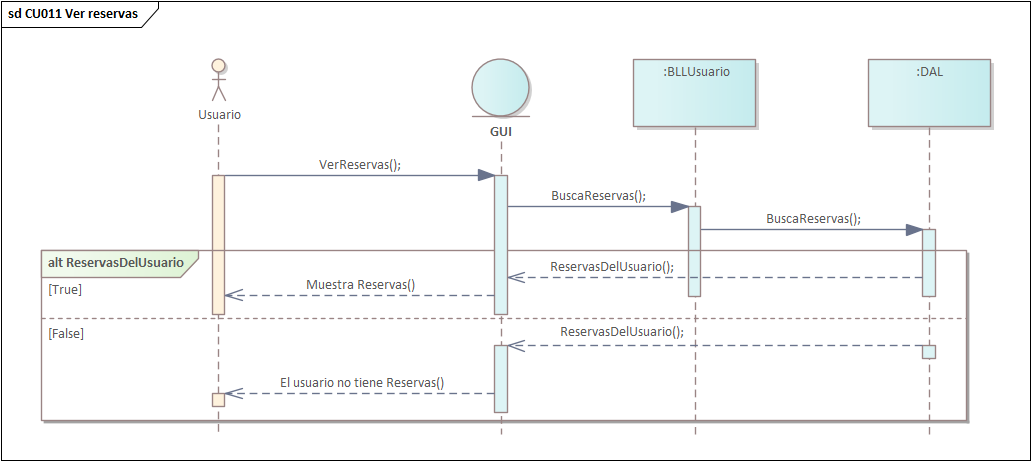 sd CU011 Ver reservas
Usuario
GUI
:BLLUsuario
:DAL
VerReservas();
BuscaReservas();
BuscaReservas();
alt ReservasDelUsuario
ReservasDelUsuario();
[True]
Muestra Reservas()
[False]
ReservasDelUsuario();
El usuario no tiene Reservas()